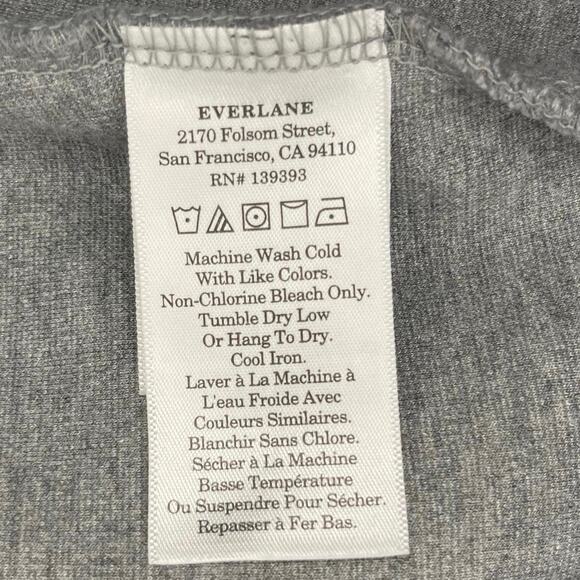 EVERLANE
2170 Folsom Street,
San Francisco, CA 94110
RN# 139393
Machine Wash Cold
With Like Colors.
Non-Chlorine Bleach Only.
Tumble Dry Low
Or Hang To Dry.
Cool Iron.
Laver à La Machine à
L'eau Froide Avec
Couleurs Similaires.
Blanchir Sans Chlore.
Sécher à La Machine
Basse Température
Ou Suspendre Pour Sécher.
Repasser à Fer Bas.